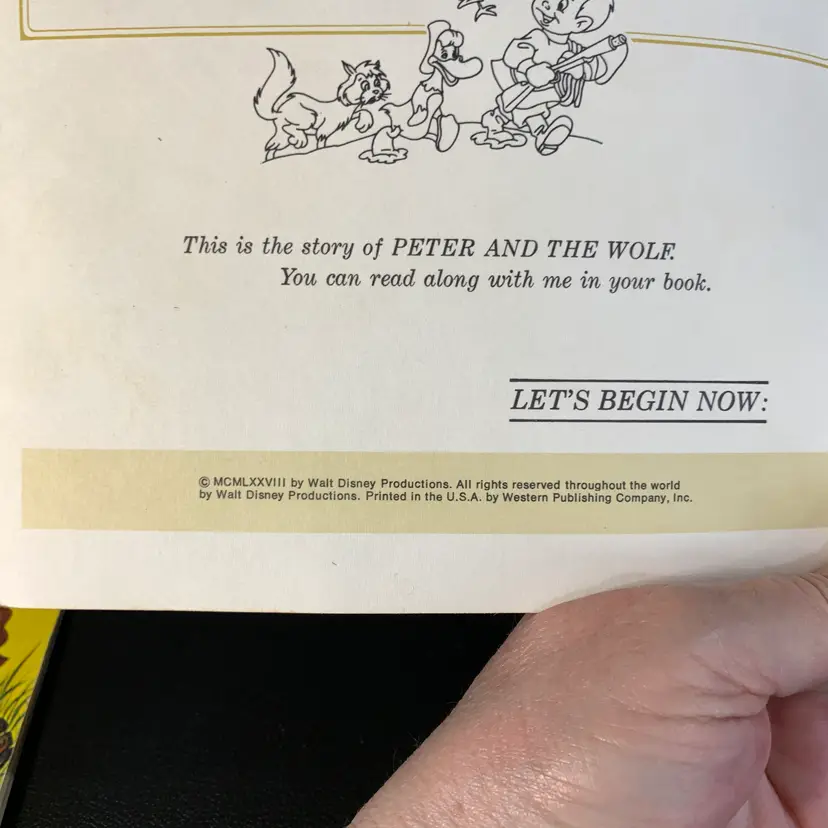 This is the story of PETER AND THE WOLF.
You can read along with me in your book.
LET'S BEGIN NOW:
© MCMLXXVIII by Walt Disney Productions. All rights reserved throughout the world
by Walt Disney Productions. Printed in the U.S.A. by Western Publishing Company, Inc.